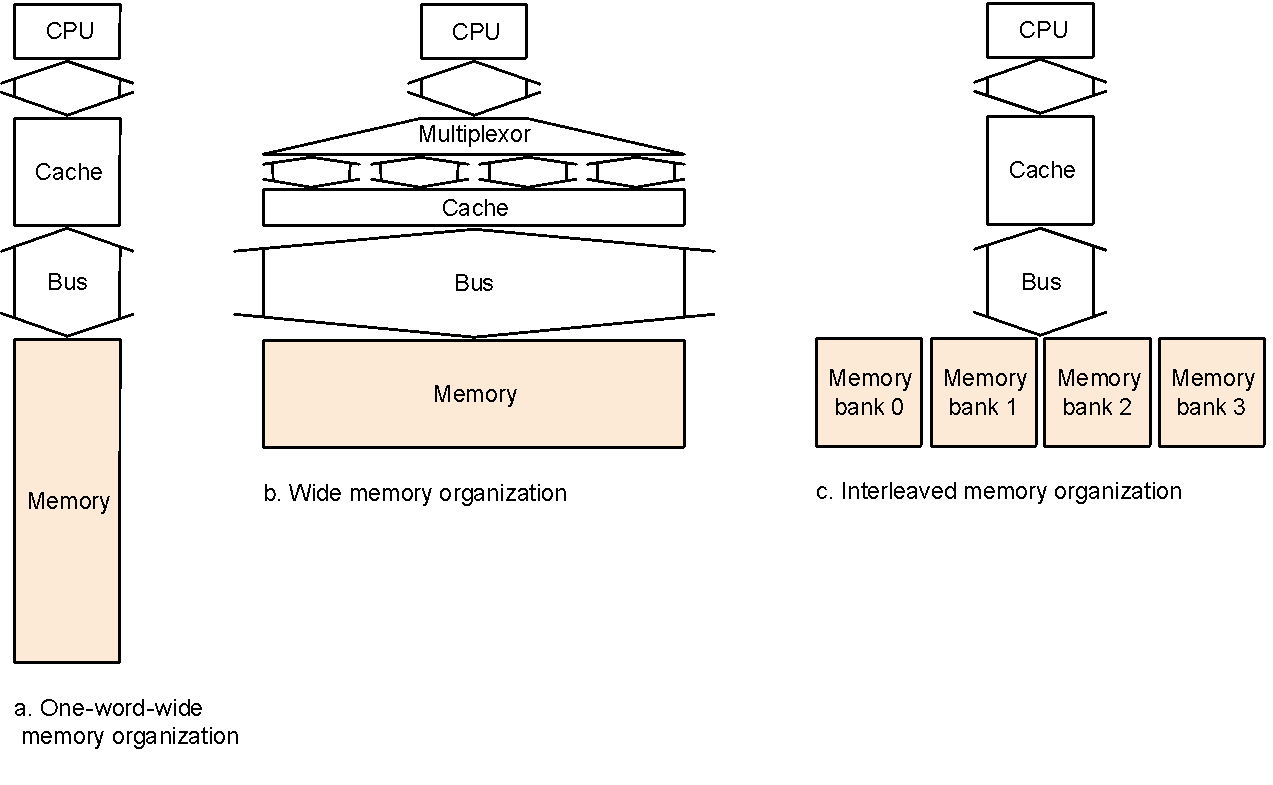 CPU
Cache
Bus
Memory
a. One-word-wide
memory organization
CPU
Multiplexor
Cache
Bus
Memory
b. Wide memory organization
CPU
Cache
Bus
Memory
bank 0
Memory
bank 1
Memory
bank 2
Memory
bank 3
c. Interleaved memory organization